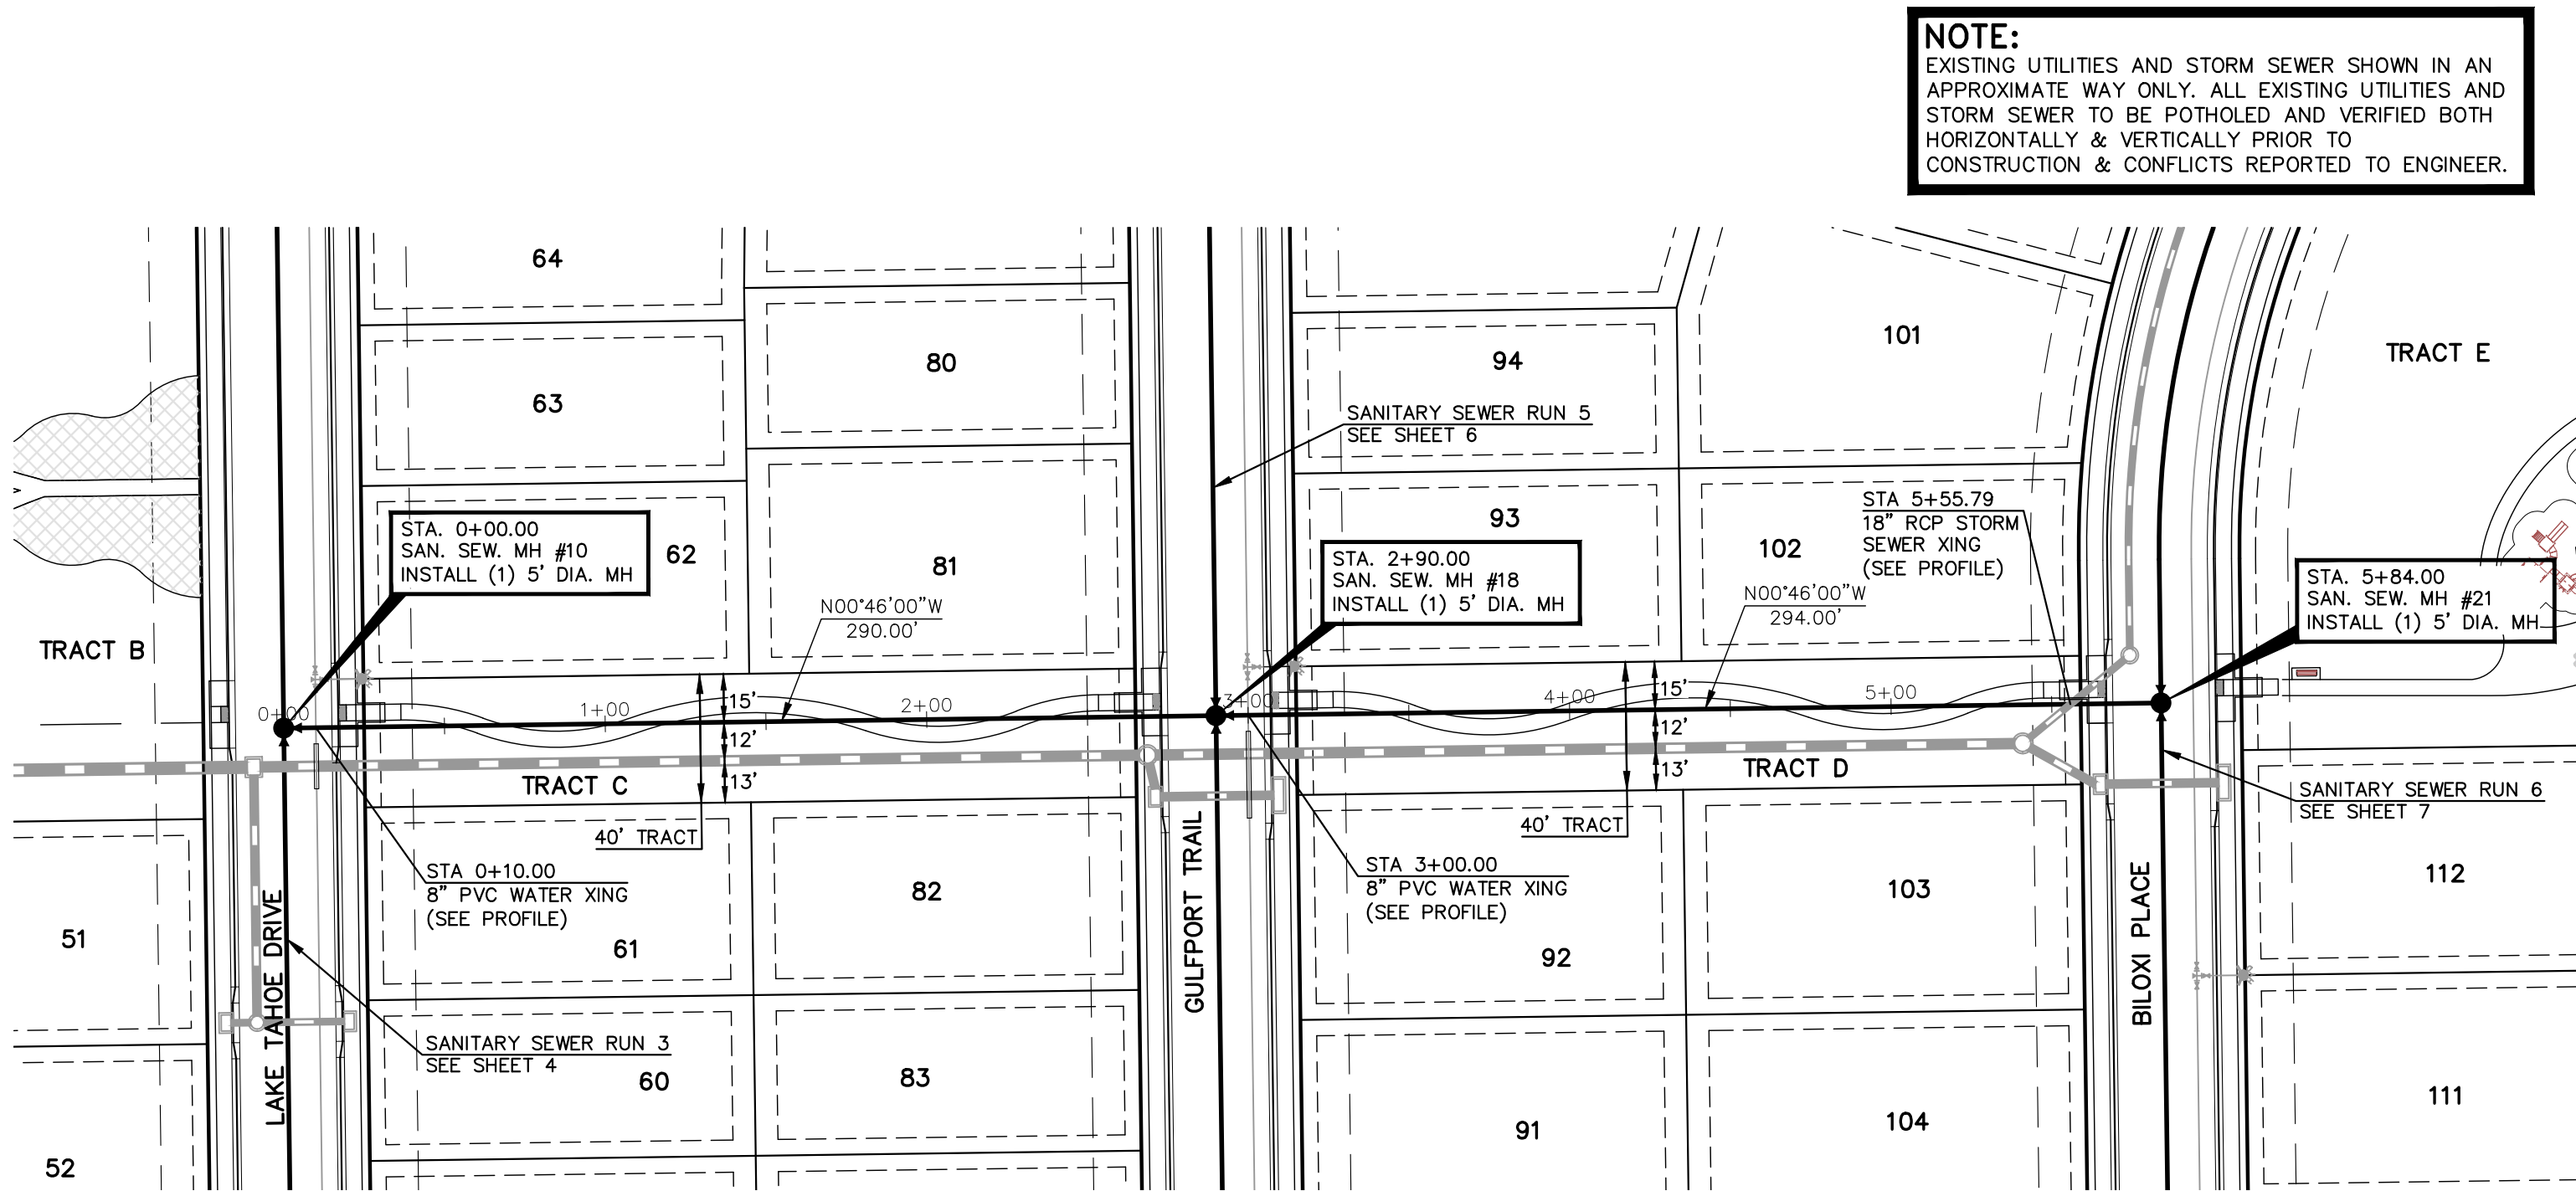 NOTE:
EXISTING UTILITIES AND STORM SEWER SHOWN IN AN
APPROXIMATE WAY ONLY. ALL EXISTING UTILITIES AND
STORM SEWER TO BE POTHOLED AND VERIFIED BOTH
HORIZONTALLY & VERTICALLY PRIOR TO
CONSTRUCTION & CONFLICTS REPORTED TO ENGINEER.
64
63
62
80
81
94
93
101
102
TRACT E
TRACT B
SANITARY SEWER RUN 5
SEE SHEET 6
STA. 0+00.00
SAN. SEW. MH #10
INSTALL (1) 5' DIA. MH
N00°46'00"W
290.00'
STA. 2+90.00
SAN. SEW. MH #18
INSTALL (1) 5' DIA. MH
STA 5+55.79
18" RCP STORM
SEWER XING
(SEE PROFILE)
N00°46'00"W
294.00'
STA. 5+84.00
SAN. SEW. MH #21
INSTALL (1) 5' DIA. MH
0+00
1+00
2+00
3+00
4+00
5+00
15'
12'
13'
15'
12'
13'
TRACT C
TRACT D
40' TRACT
40' TRACT
STA 0+10.00
8" PVC WATER XING
(SEE PROFILE)
STA 3+00.00
8" PVC WATER XING
(SEE PROFILE)
SANITARY SEWER RUN 6
SEE SHEET 7
SANITARY SEWER RUN 3
SEE SHEET 4
LAKE TAHOE DRIVE
GULFPORT TRAIL
BILOXI PLACE
51
52
61
60
82
83
92
91
103
104
112
111